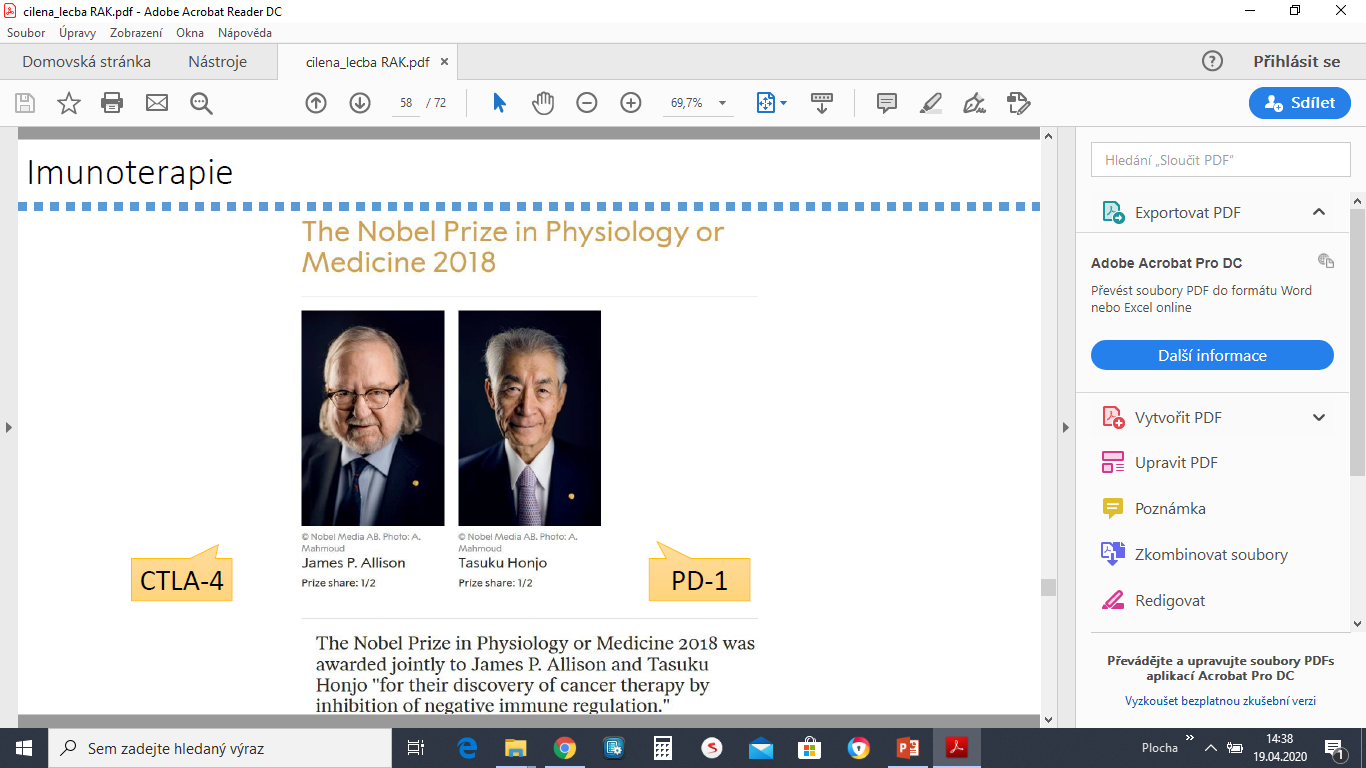 cilena_lecba RAK.pdf - Adobe Acrobat Reader DC
Soubor Úpravy Zobrazení Okna Nápověda
Domovská stránka Nástroje cilena_lecba RAK.pdf × Přihlásit se
58 / 72 69,7% Sdílet
Imunoterapie
The Nobel Prize in Physiology or
Medicine 2018
© Nobel Media AB. Photo: A.
Mahmoud
James P. Allison
Prize share: 1/2
© Nobel Media AB. Photo: A.
Mahmoud
Tasuku Honjo
Prize share: 1/2
CTLA-4
PD-1
The Nobel Prize in Physiology or Medicine 2018 was
awarded jointly to James P. Allison and Tasuku
Honjo "for their discovery of cancer therapy by
inhibition of negative immune regulation."
Hledání „Sloučit PDF"
Exportovat PDF
Adobe Acrobat Pro DC
Převést soubory PDF do formátu Word
nebo Excel online
Další informace
Vytvořit PDF
Upravit PDF
Poznámka
Zkombinovat soubory
Redigovat
Převádějte a upravujte soubory PDFs
aplikací Acrobat Pro DC
Vyzkoušet bezplatnou zkušební verzi
Sem zadejte hledaný výraz
Plocha
14:38
19.04.2020
1